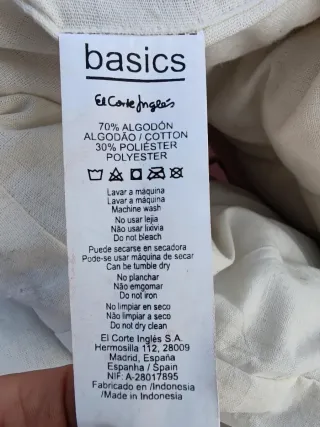 basics
El Corte Inglés
70% ALGODÓN
ALGODÃO / COTTON
30% POLIÉSTER
POLYESTER
Lavar a máquina
Lavar a máquina
Machine wash
No usar lejia
Não usar lixivia
Do not bleach
Puede secarse en secadora
Pode-se usar máquina de secar
Can be tumble dry
No planchar
Não emgomar
Do not iron
No limpiar en seco
Não limpiar a seco
Do not dry clean
El Corte Inglés S.A.
Hermosilla 112, 28009
Madrid, España
Espanha / Spain
NIF: A-28017895
Fabricado en /Indonesia
/Made in Indonesia